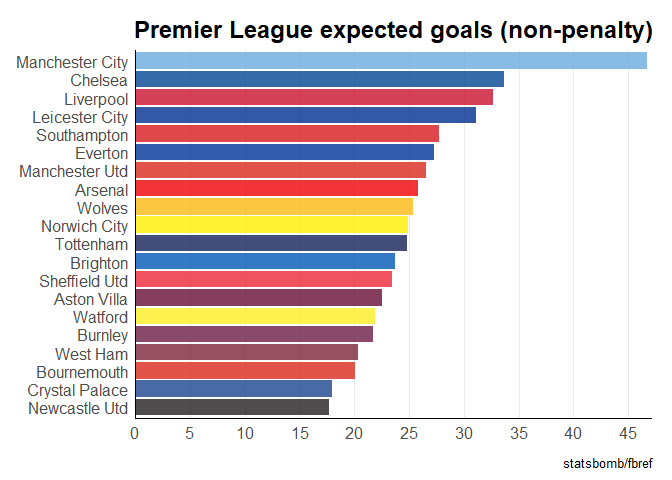 Premier League expected goals (non-penalty)
Manchester City
Chelsea
Liverpool
Leicester City
Southampton
Everton
Manchester Utd
Arsenal
Wolves
Norwich City
Tottenham
Brighton
Sheffield Utd
Aston Villa
Watford
Burnley
West Ham
Bournemouth
Crystal Palace
Newcastle Utd
0 5 10 15 20 25 30 35 40 45
statsbomb/fbref